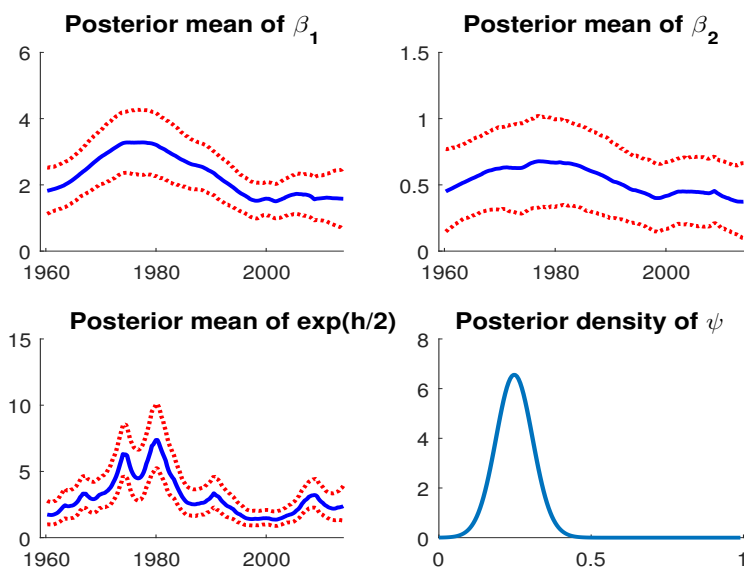 Posterior mean of β1
6
4
2
0
1960 1980 2000
Posterior mean of β2
1.5
1
0.5
0
1960 1980 2000
Posterior mean of exp(h/2)
15
10
5
0
1960 1980 2000
Posterior density of ψ
8
6
4
2
0
0 0.5 1